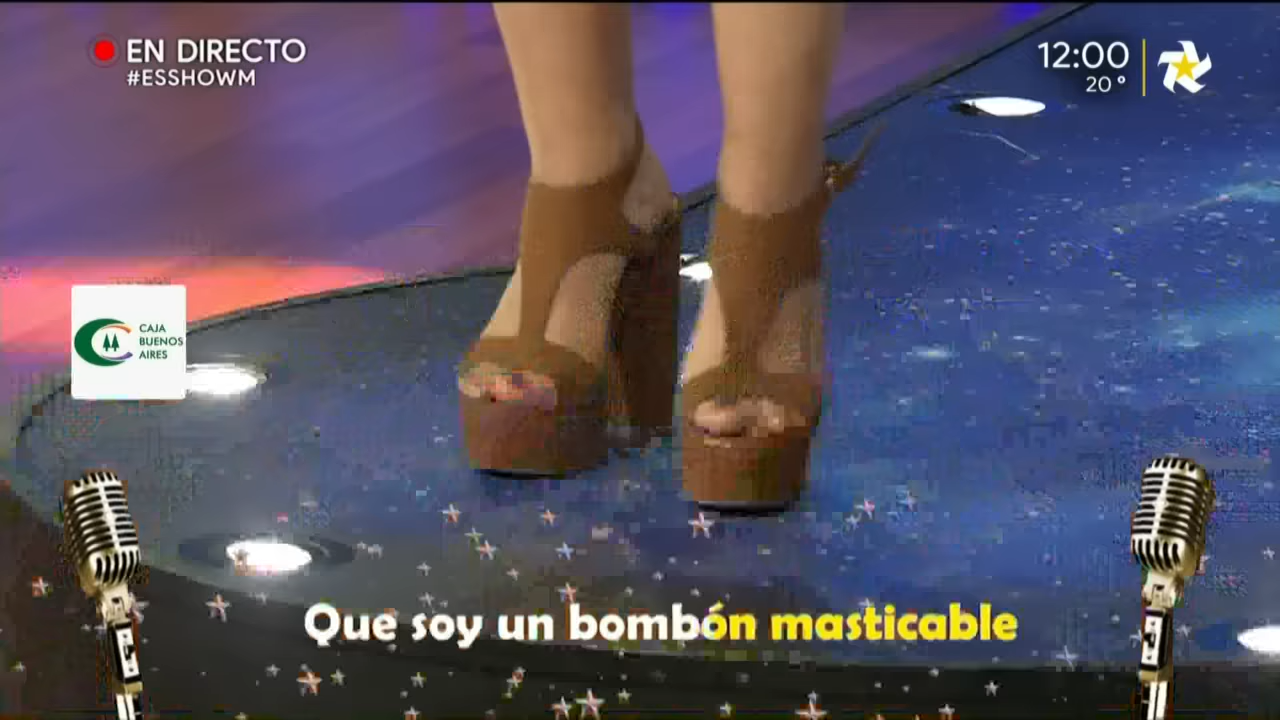 EN DIRECTO
#ESSHOWM
12:00
20°
CAJA
BUENOS
AIRES
Que soy un bombón masticable